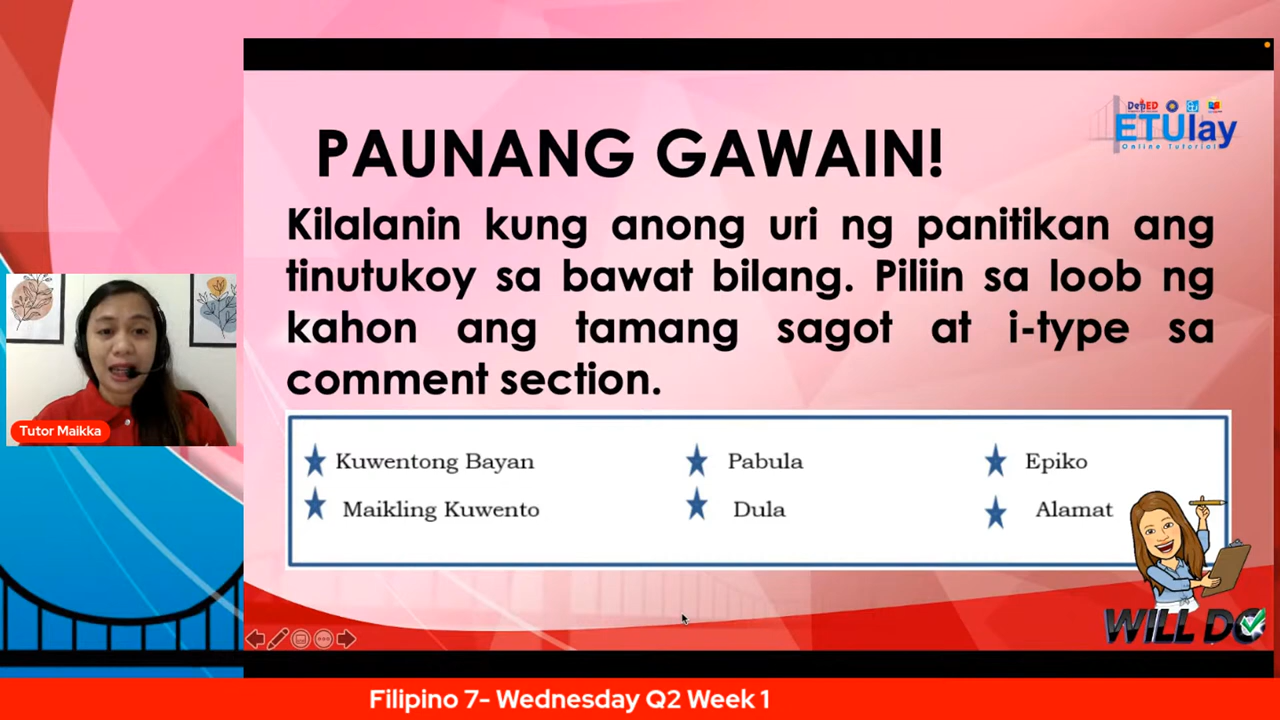 DepED
ETUlay
Online Tutorial
PAUNANG GAWAIN!
Kilalanin kung anong uri ng panitikan ang
tinutukoy sa bawat bilang. Piliin sa loob ng
kahon ang tamang sagot at i-type sa
comment section.
Kuwentong Bayan
Pabula
Epiko
Maikling Kuwento
Dula
Alamat
Tutor Maikka
WILL DO
Filipino 7- Wednesday Q2 Week 1